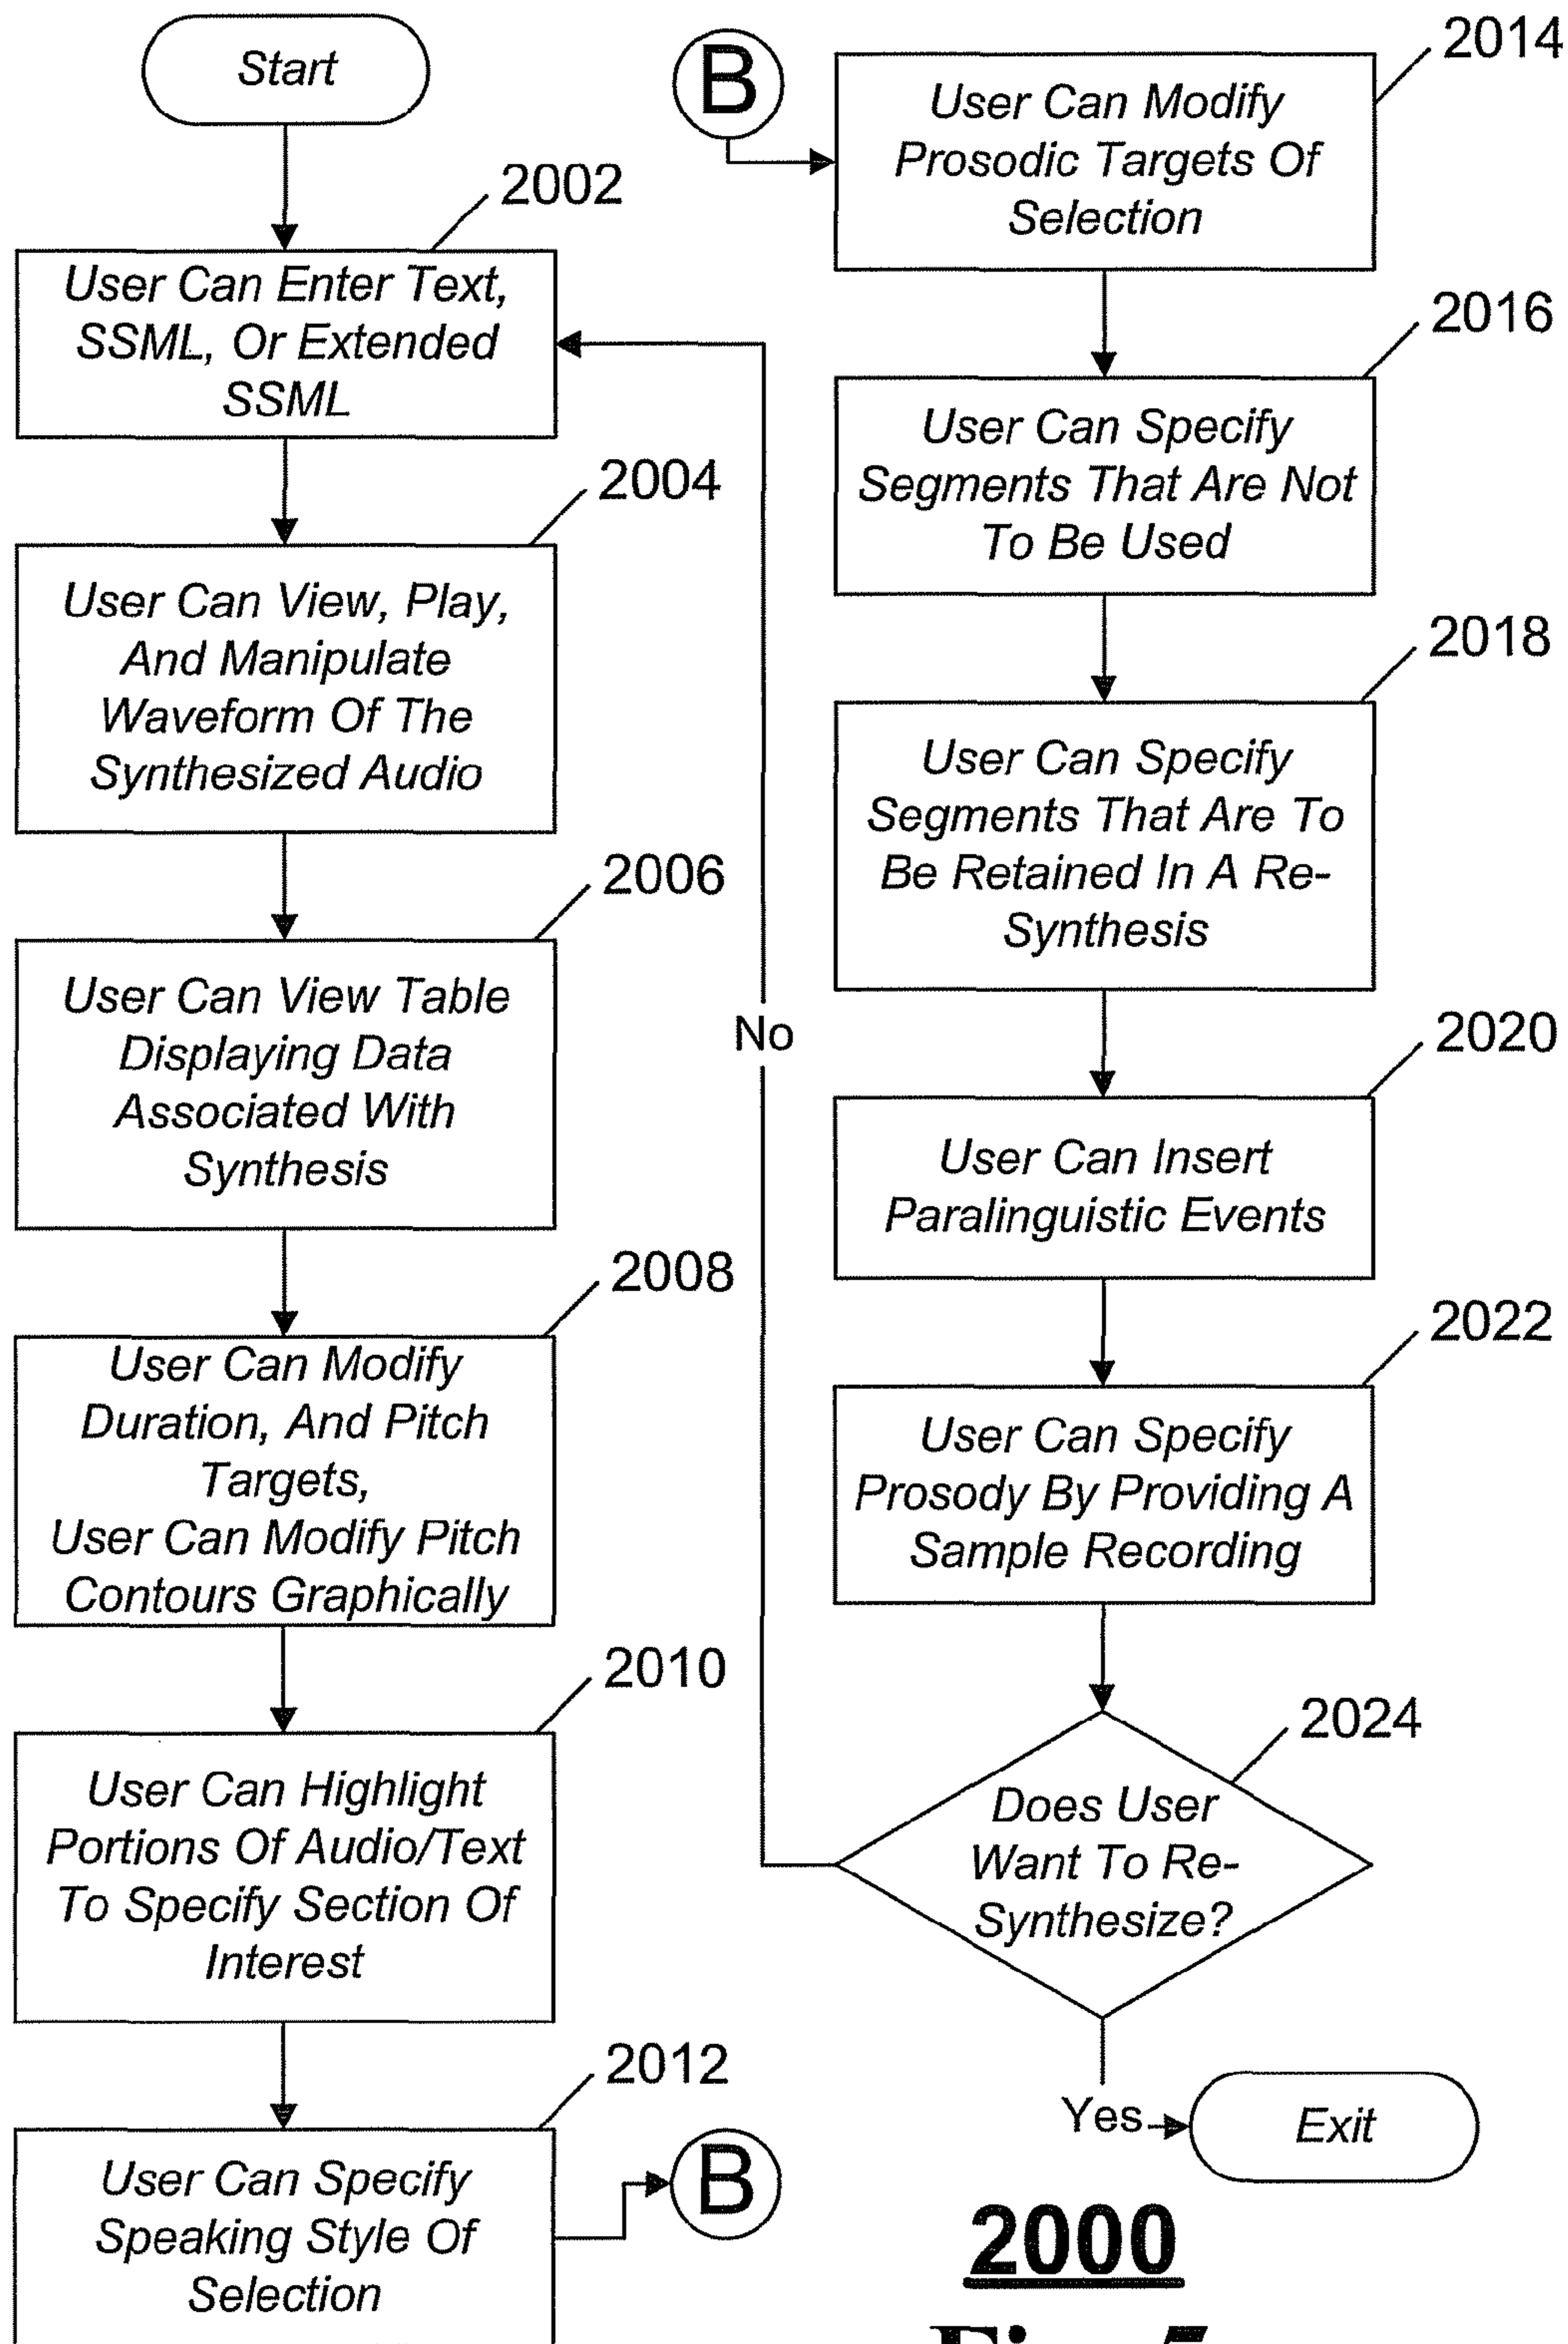 Start
2002
User Can Enter Text,
SSML, Or Extended
SSML
2004
User Can View, Play,
And Manipulate
Waveform Of The
Synthesized Audio
2006
User Can View Table
Displaying Data
Associated With
Synthesis
2008
User Can Modify
Duration, And Pitch
Targets,
User Can Modify Pitch
Contours Graphically
2010
User Can Highlight
Portions Of Audio/Text
To Specify Section Of
Interest
2012
User Can Specify
Speaking Style Of
Selection
B
B
2014
User Can Modify
Prosodic Targets Of
Selection
2016
User Can Specify
Segments That Are Not
To Be Used
2018
User Can Specify
Segments That Are To
Be Retained In A Re-
Synthesis
2020
User Can Insert
Paralinguistic Events
2022
User Can Specify
Prosody By Providing A
Sample Recording
2024
Does User
Want To Re-
Synthesize?
No
Yes
Exit
2000